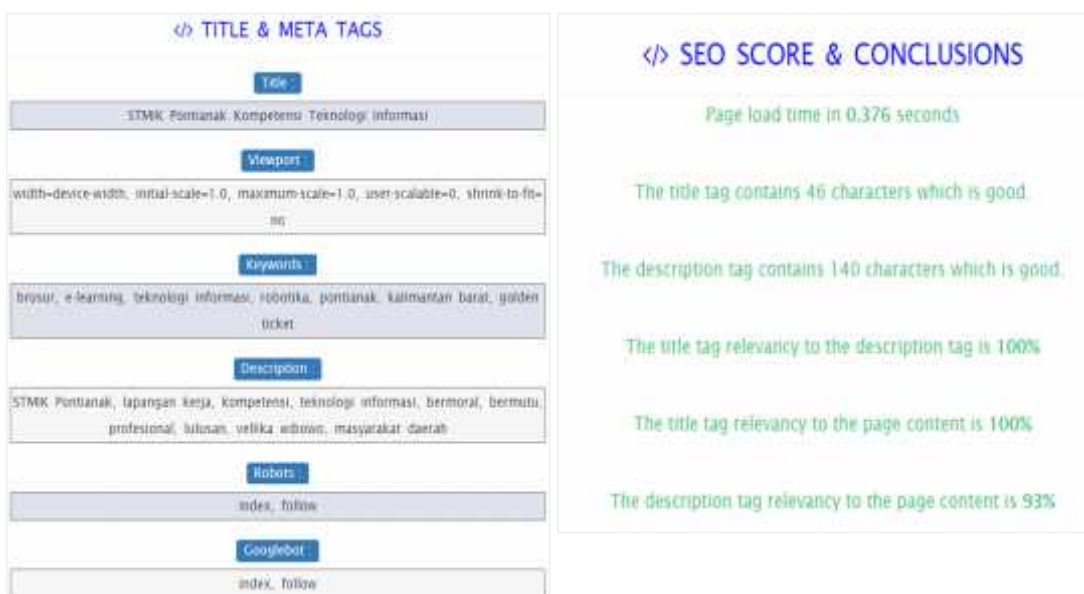 </> TITLE & META TAGS
Title :
STMIK Pontianak Kompetensi Teknologi Informasi
Viewport :
width=device-width, initial-scale=1.0, maximum-scale=1.0, user-scalable=0, shrink-to-fit=
no
Keywords :
brosur, e-learning, teknologi informasi, robotika, pontianak, kalimantan barat, golden
ticket
Description :
STMIK Pontianak, lapangan kerja, kompetensi, teknologi informasi, bermoral, bermutu,
profesional, lulusan, wibowo, masyarakat daerah
Robots :
index, follow
Googlebot :
index, follow
</> SEO SCORE & CONCLUSIONS
Page load time in 0.376 seconds
The title tag contains 46 characters which is good.
The description tag contains 140 characters which is good.
The title tag relevancy to the description tag is 100%
The title tag relevancy to the page content is 100%
The description tag relevancy to the page content is 93%